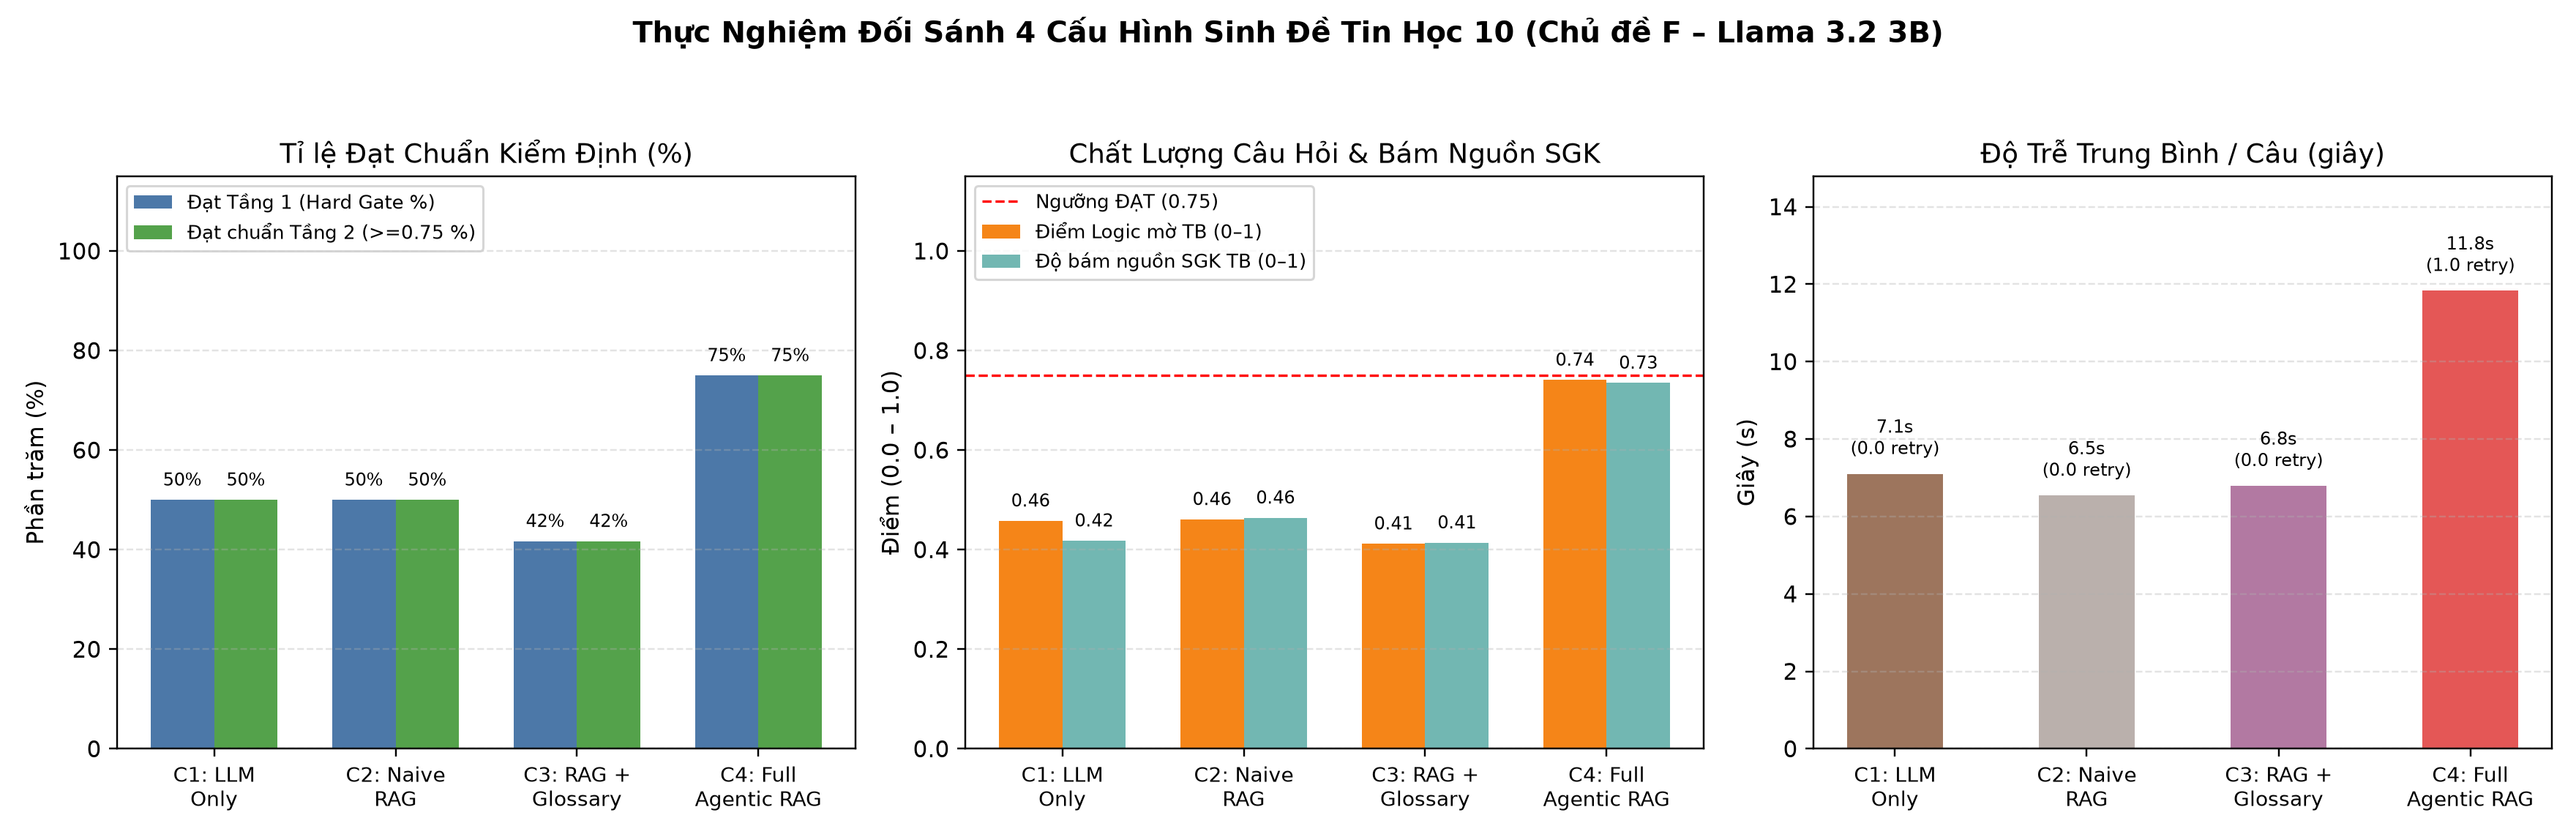 Thực Nghiệm Đối Sánh 4 Cấu Hình Sinh Đề Tin Học 10 (Chủ đề F – Llama 3.2 3B)
Tỉ lệ Đạt Chuẩn Kiểm Định (%)
Phần trăm (%)
Đạt Tầng 1 (Hard Gate %)
Đạt chuẩn Tầng 2 (>=0.75 %)
100
80
60
40
20
0
50%
50%
50%
50%
42%
42%
75%
75%
C1: LLM
Only
C2: Naive
RAG
C3: RAG +
Glossary
C4: Full
Agentic RAG
Chất Lượng Câu Hỏi & Bám Nguồn SGK
Điểm (0.0 – 1.0)
Ngưỡng ĐẠT (0.75)
Điểm Logic mờ TB (0–1)
Độ bám nguồn SGK TB (0–1)
1.0
0.8
0.6
0.4
0.2
0.0
0.46
0.42
0.46
0.46
0.41
0.41
0.74
0.73
C1: LLM
Only
C2: Naive
RAG
C3: RAG +
Glossary
C4: Full
Agentic RAG
Độ Trễ Trung Bình / Câu (giây)
Giây (s)
14
12
10
8
6
4
2
0
7.1s
(0.0 retry)
6.5s
(0.0 retry)
6.8s
(0.0 retry)
11.8s
(1.0 retry)
C1: LLM
Only
C2: Naive
RAG
C3: RAG +
Glossary
C4: Full
Agentic RAG